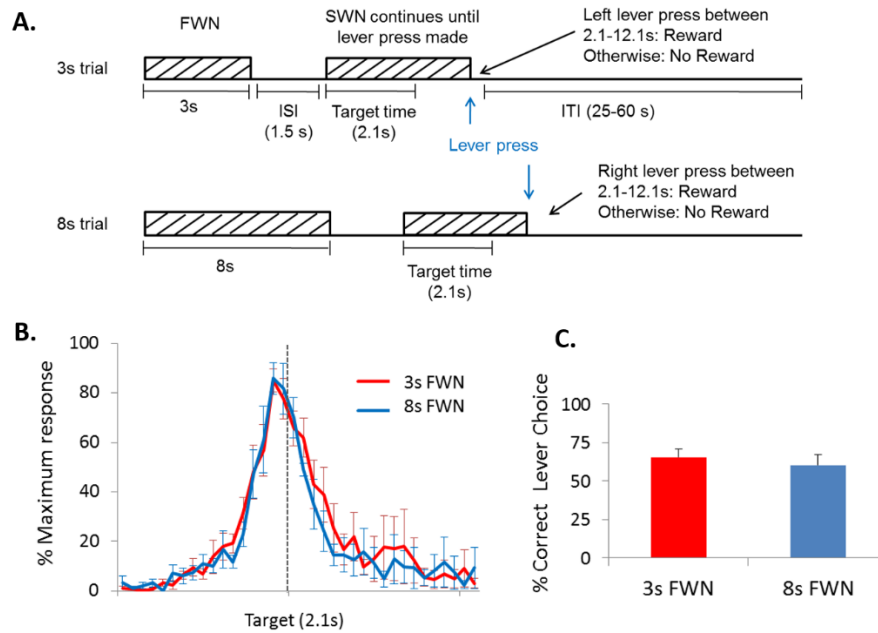 A.
FWN
SWN continues until
lever press made
Left lever press between
2.1-12.1s: Reward
Otherwise: No Reward
3s trial
3s
ISI
(1.5 s)
Target time
(2.1s)
ITI (25-60 s)
Lever press
Right lever press between
2.1-12.1s: Reward
Otherwise: No Reward
8s trial
8s
Target time
(2.1s)
B.
% Maximum response
100
80
60
40
20
0
3s FWN
8s FWN
Target (2.1s)
C.
% Correct Lever Choice
100
75
50
25
0
3s FWN
8s FWN